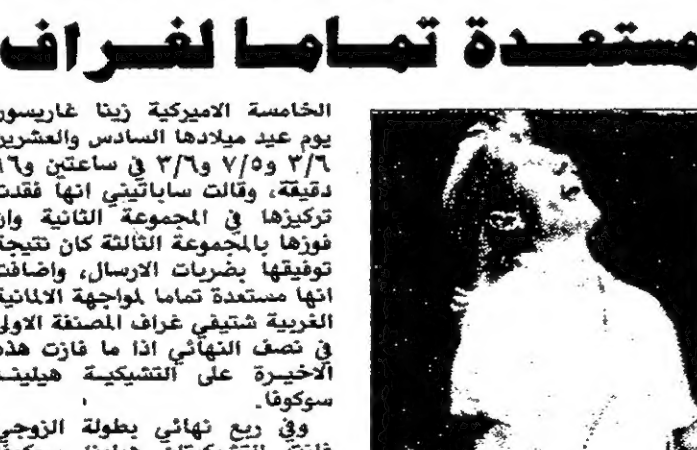 مستعدة تماما لغراف
الخامسة الاميركية زينا غاريسون
يوم عيد ميلادها السادس والعشرين
٣/٦ و٧/٥ و٣/٦ في ساعتين و١٦
دقيقة، وقالت ساباتيني انها فقدت
تركيزها في المجموعة الثانية وان
فوزها بالمجموعة الثالثة كان نتيجة
توفيقها بضربات الارسال، واضافت
انها مستعدة تماما لمواجهة الالمانية
الغربية شتيفي غراف المصنفة الاولى
في نصف النهائي اذا ما فازت هذه
الاخيرة على التشيكية هيلينا
سوكوفا.
وفي ربع نهائي بطولة الزوجي